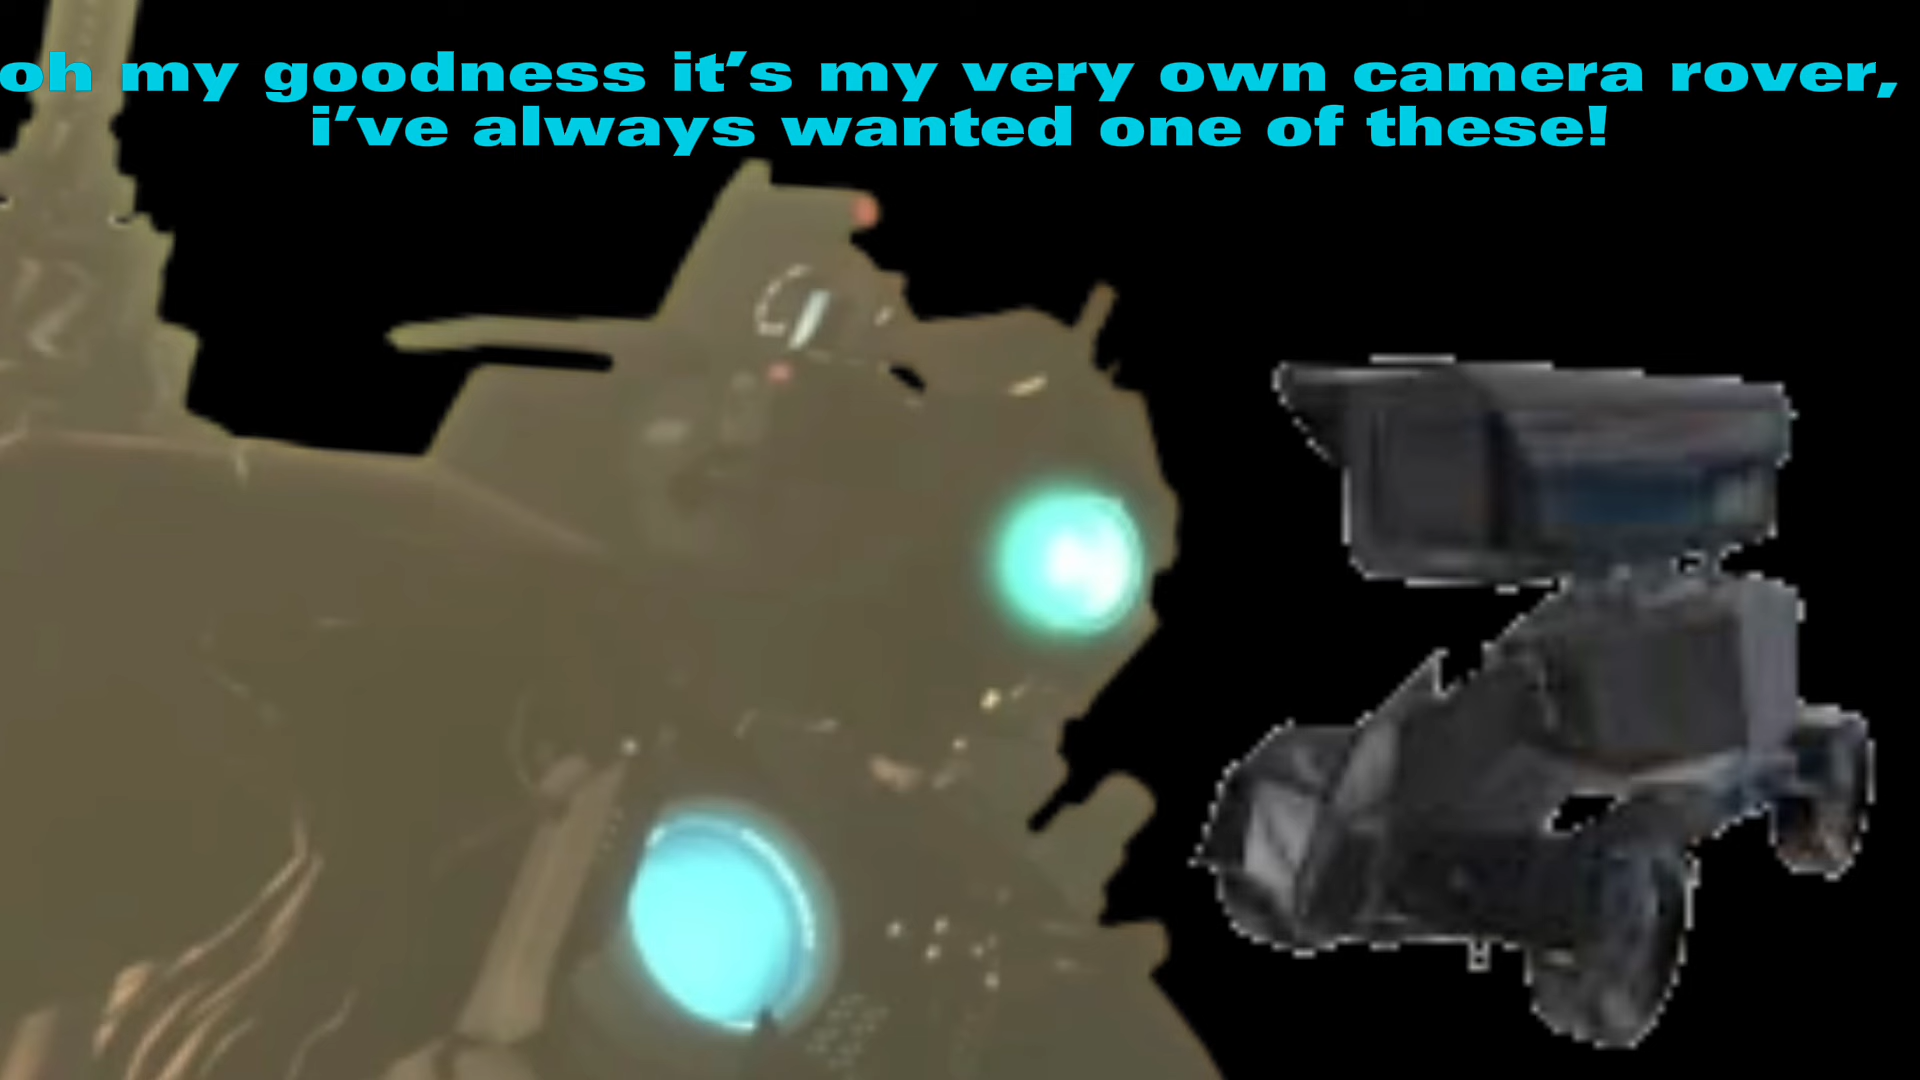 oh my goodness it’s my very own camera rover,
i’ve always wanted one of these!